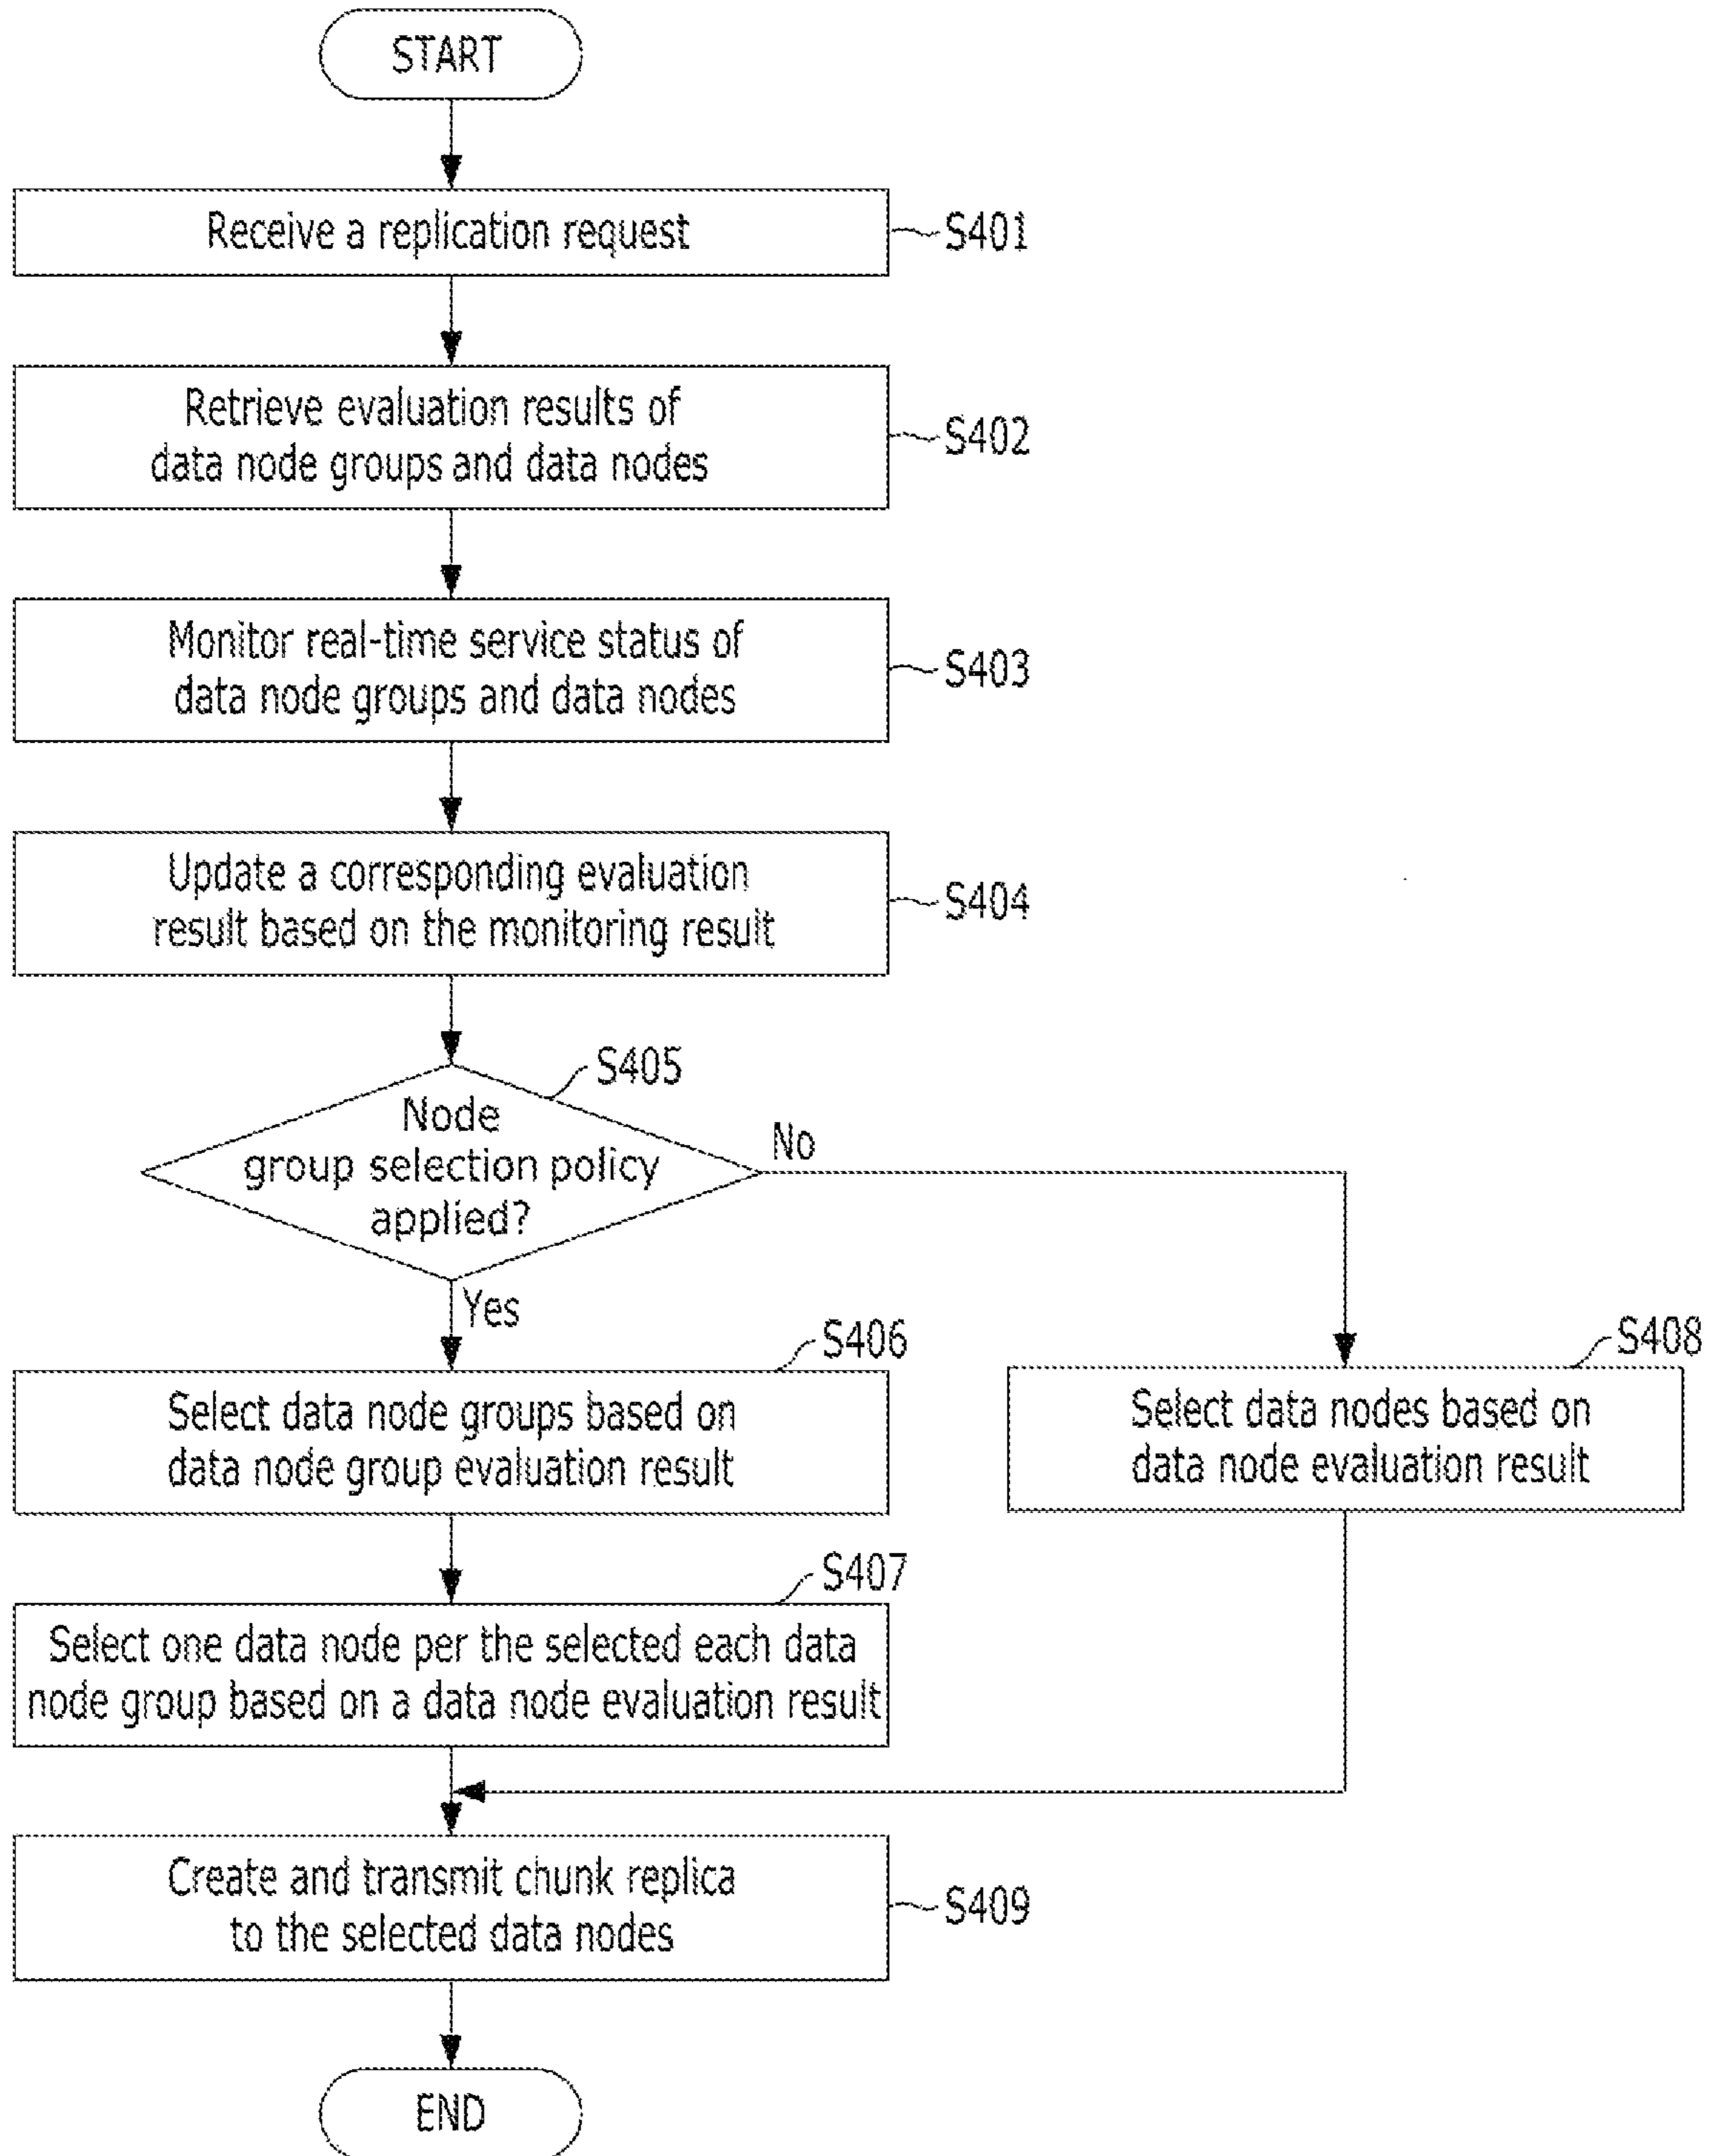 START
Receive a replication request
S401
Retrieve evaluation results of
data node groups and data nodes
S402
Monitor real-time service status of
data node groups and data nodes
S403
Update a corresponding evaluation
result based on the monitoring result
S404
S405
Node
group selection policy
applied?
No
Yes
S406
Select data node groups based on
data node group evaluation result
S408
Select data nodes based on
data node evaluation result
S407
Select one data node per the selected each data
node group based on a data node evaluation result
Create and transmit chunk replica
to the selected data nodes
S409
END